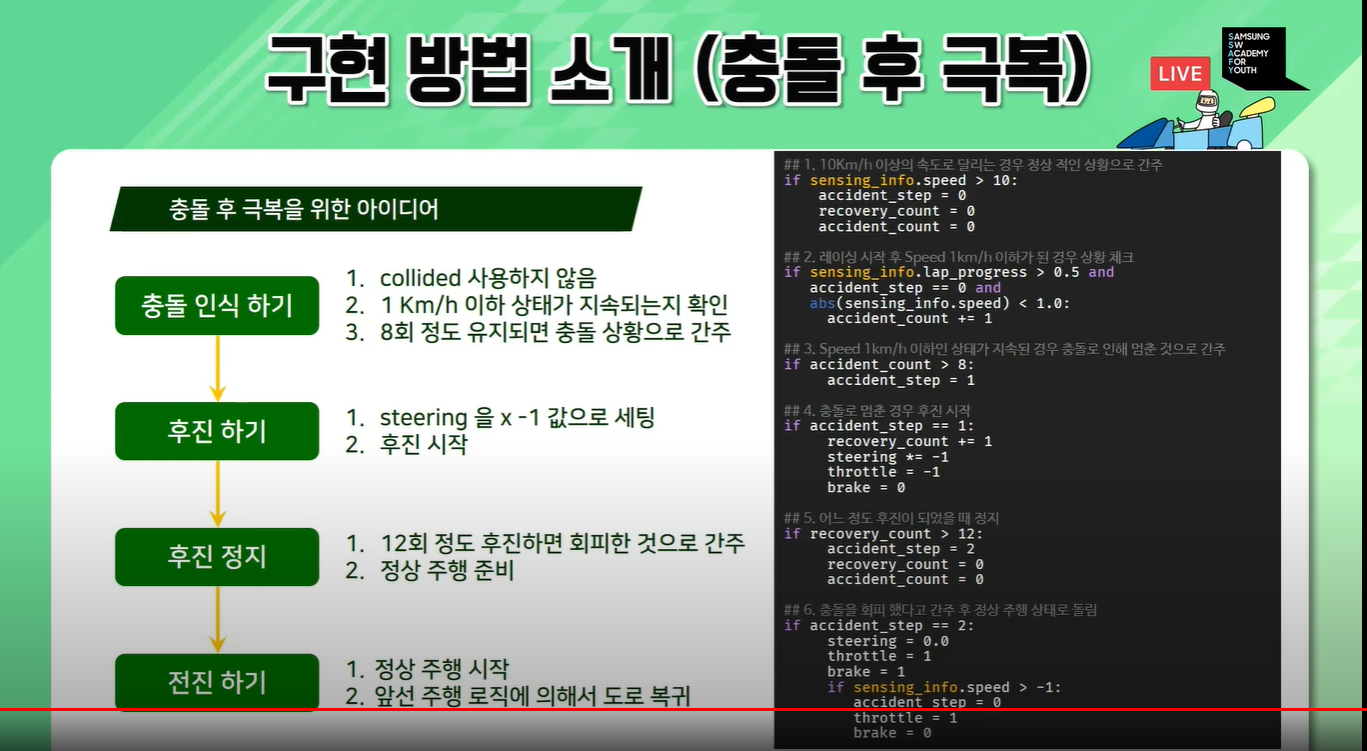 구현 방법 소개 (충돌 후 극복)
LIVE
SAMSUNG
SW
ACADEMY
FOR
YOUTH
충돌 후 극복을 위한 아이디어
충돌 인식 하기
1. collided 사용하지 않음
2. 1 Km/h 이하 상태가 지속되는지 확인
3. 8회 정도 유지되면 충돌 상황으로 간주
후진 하기
1. steering 을 x -1 값으로 세팅
2. 후진 시작
후진 정지
1. 12회 정도 후진하면 회피한 것으로 간주
2. 정상 주행 준비
전진 하기
1. 정상 주행 시작
2. 앞선 주행 로직에 의해서 도로 복귀
## 1. 10Km/h 이상의 속도로 달리는 경우 정상 적인 상황으로 간주
if sensing_info.speed > 10:
accident_step = 0
recovery_count = 0
accident_count = 0
## 2. 레이싱 시작 후 Speed 1km/h 이하가 된 경우 상황 체크
if sensing_info.lap_progress > 0.5 and
accident_step == 0 and
abs(sensing_info.speed) < 1.0:
accident_count += 1
## 3. Speed 1km/h 이하인 상태가 지속된 경우 충돌로 인해 멈춘 것으로 간주
if accident_count > 8:
accident_step = 1
## 4. 충돌로 멈춘 경우 후진 시작
if accident_step == 1:
recovery_count += 1
steering *= -1
throttle = -1
brake = 0
## 5. 어느 정도 후진이 되었을 때 정지
if recovery_count > 12:
accident_step = 2
recovery_count = 0
accident_count = 0
## 6. 충돌을 회피 했다고 간주 후 정상 주행 상태로 돌림
if accident_step == 2:
steering = 0.0
throttle = 1
brake = 1
if sensing_info.speed > -1:
accident_step = 0
throttle = 1
brake = 0